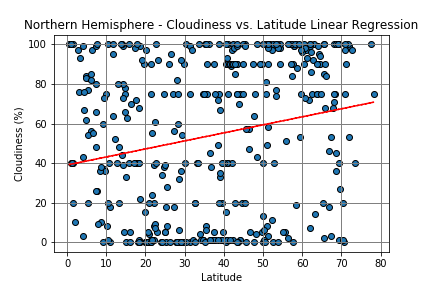 Northern Hemisphere - Cloudiness vs. Latitude Linear Regression
100
80
60
40
20
0
Cloudiness (%)
0 10 20 30 40 50 60 70 80
Latitude